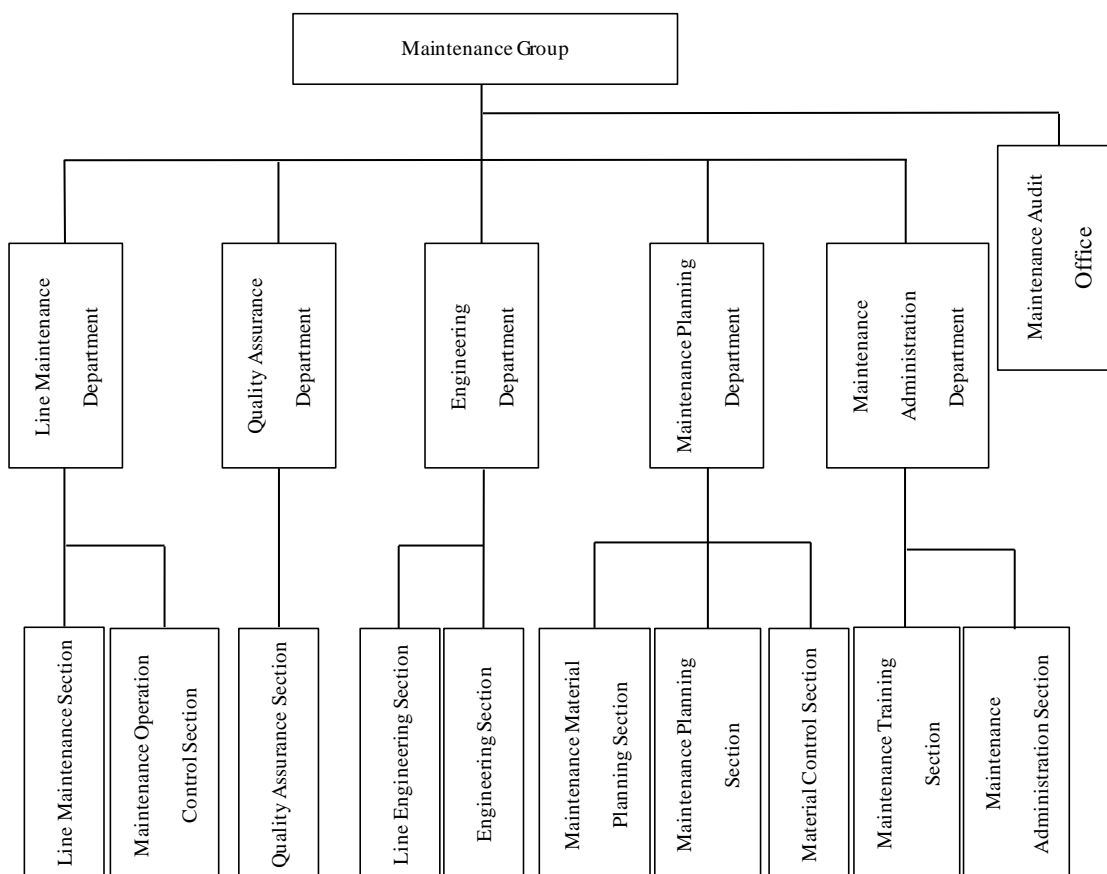 Maintenance Group
Maintenance Audit
Office
Line Maintenance
Department
Quality Assurance
Department
Engineering
Department
Maintenance Planning
Department
Maintenance
Administration
Department
Line Maintenance Section
Maintenance Operation
Control Section
Quality Assurance Section
Line Engineering Section
Engineering Section
Maintenance Material
Planning Section
Maintenance Planning
Section
Material Control Section
Maintenance Training
Section
Maintenance
Administration Section